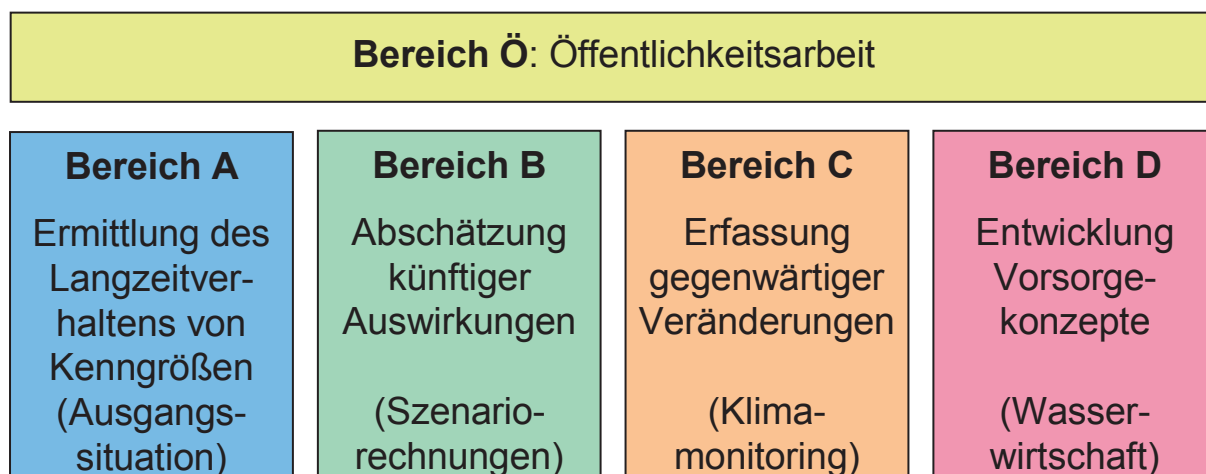 Bereich Ö: Öffentlichkeitsarbeit
Bereich A
Ermittlung des
Langzeitver-
haltens von
Kenngrößen
(Ausgangs-
situation)
Bereich B
Abschätzung
künftiger
Auswirkungen
(Szenario-
rechnungen)
Bereich C
Erfassung
gegenwärtiger
Veränderungen
(Klima-
monitoring)
Bereich D
Entwicklung
Vorsorge-
konzepte
(Wasser-
wirtschaft)